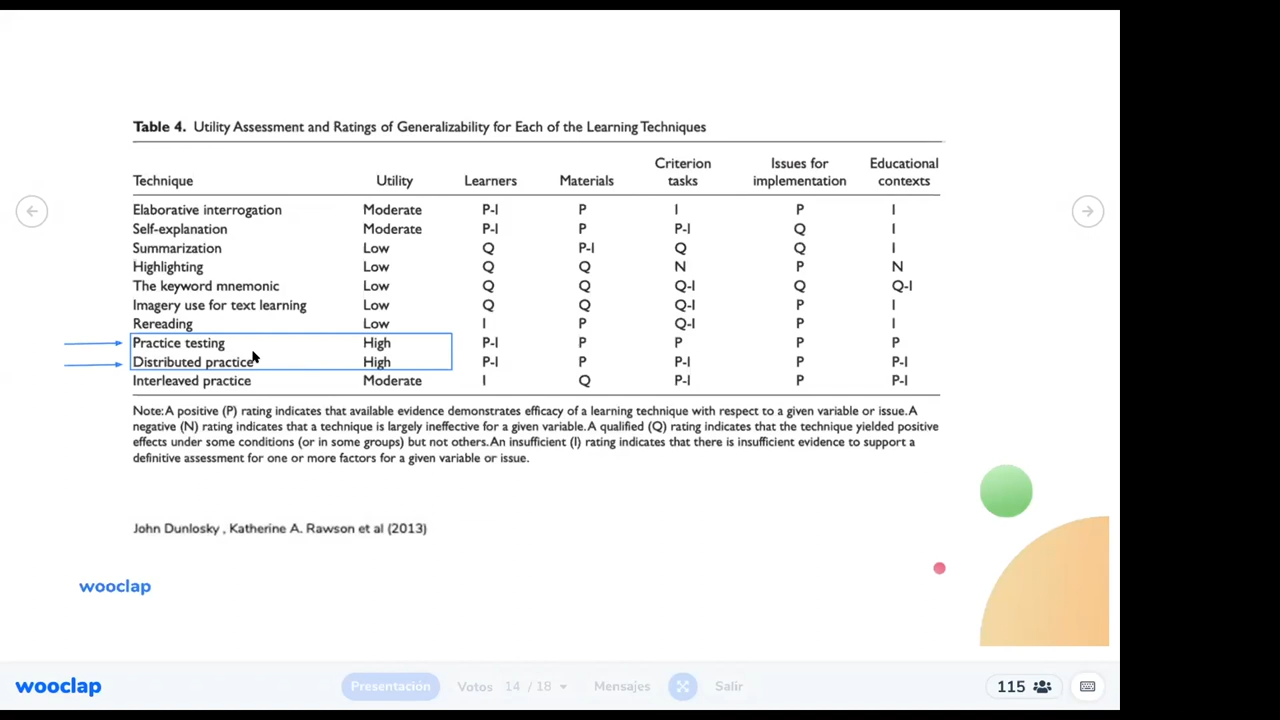 Table 4. Utility Assessment and Ratings of Generalizability for Each of the Learning Techniques
Technique Utility Learners Materials Criterion tasks Issues for implementation Educational contexts
Elaborative interrogation Moderate P-I P I P I
Self-explanation Moderate P-I P P-I Q I
Summarization Low Q P-I Q Q I
Highlighting Low Q Q N P N
The keyword mnemonic Low Q Q Q-I Q Q-I
Imagery use for text learning Low Q Q Q-I P I
Rereading Low I P Q-I P I
Practice testing High P-I P P P P
Distributed practice High P-I P P-I P P-I
Interleaved practice Moderate I Q P-I P P-I
Note: A positive (P) rating indicates that available evidence demonstrates efficacy of a learning technique with respect to a given variable or issue. A
negative (N) rating indicates that a technique is largely ineffective for a given variable. A qualified (Q) rating indicates that the technique yielded positive
effects under some conditions (or in some groups) but not others. An insufficient (I) rating indicates that there is insufficient evidence to support a
definitive assessment for one or more factors for a given variable or issue.
John Dunlosky , Katherine A. Rawson et al (2013)
wooclap
wooclap Presentación Votos 14 / 18 Mensajes Salir 115